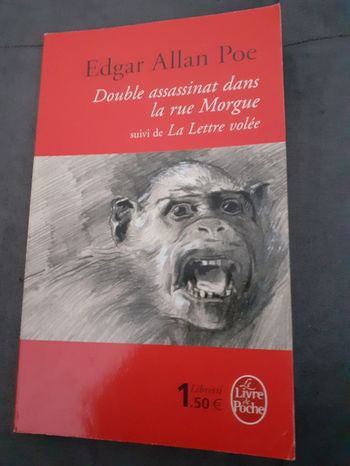 Edgar Allan Poe
Double assassinat dans
la rue Morgue
suivi de La Lettre volée
Libretti
1.50 €
Le
Livre
de
Poche